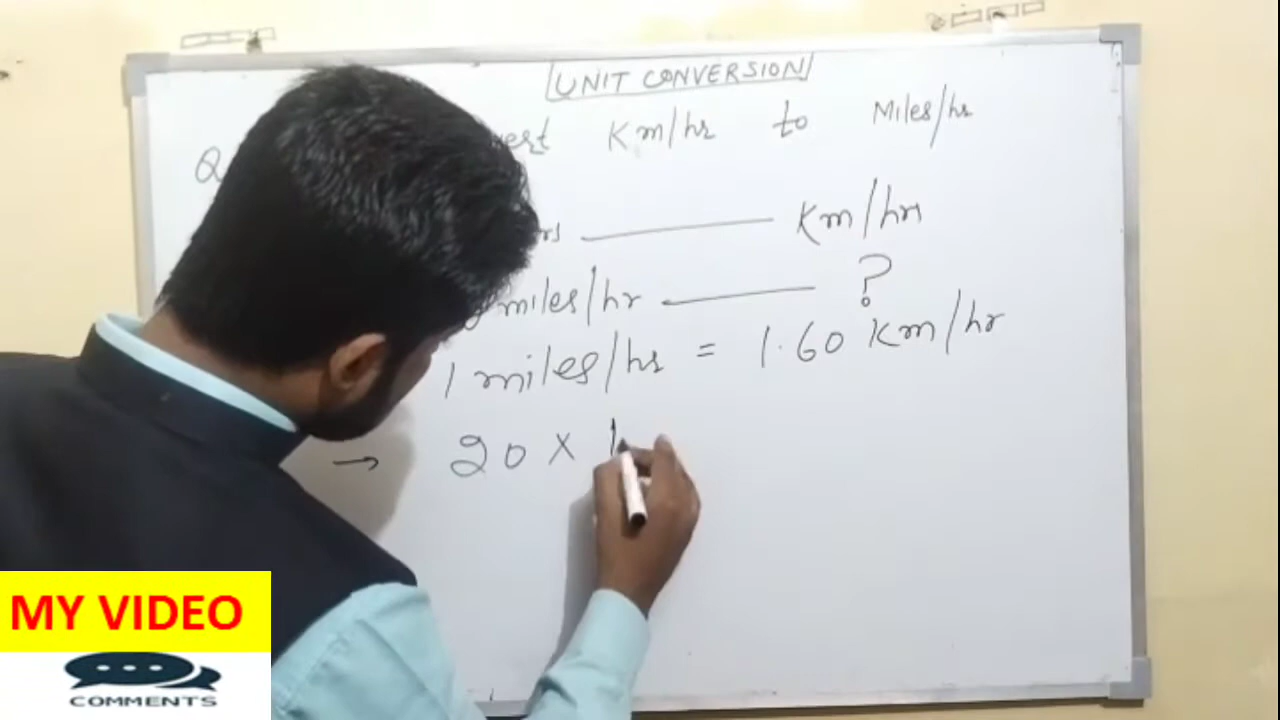 UNIT CONVERSION
Km/hr to Miles/hr
Km/hr
miles/hr ?
1 miles/hr = 1.60 Km/hr
→ 20 x 1
MY VIDEO
COMMENTS